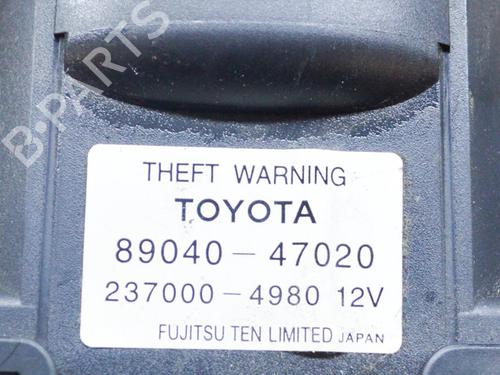 B-PARTS
THEFT WARNING
TOYOTA
89040-47020
237000-4980 12V
FUJITSU TEN LIMITED JAPAN